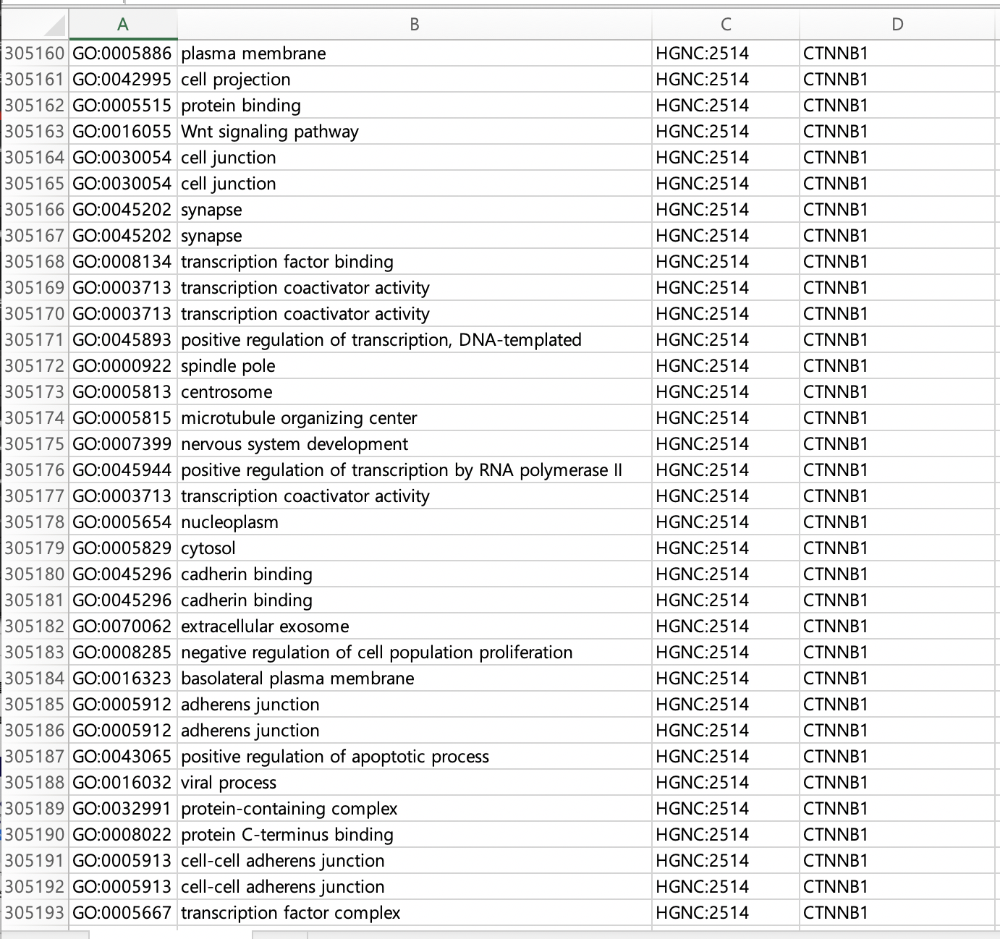 A B C D
305160 GO:0005886 plasma membrane HGNC:2514 CTNNB1
305161 GO:0042995 cell projection HGNC:2514 CTNNB1
305162 GO:0005515 protein binding HGNC:2514 CTNNB1
305163 GO:0016055 Wnt signaling pathway HGNC:2514 CTNNB1
305164 GO:0030054 cell junction HGNC:2514 CTNNB1
305165 GO:0030054 cell junction HGNC:2514 CTNNB1
305166 GO:0045202 synapse HGNC:2514 CTNNB1
305167 GO:0045202 synapse HGNC:2514 CTNNB1
305168 GO:0008134 transcription factor binding HGNC:2514 CTNNB1
305169 GO:0003713 transcription coactivator activity HGNC:2514 CTNNB1
305170 GO:0003713 transcription coactivator activity HGNC:2514 CTNNB1
305171 GO:0045893 positive regulation of transcription, DNA-templated HGNC:2514 CTNNB1
305172 GO:0000922 spindle pole HGNC:2514 CTNNB1
305173 GO:0005813 centrosome HGNC:2514 CTNNB1
305174 GO:0005815 microtubule organizing center HGNC:2514 CTNNB1
305175 GO:0007399 nervous system development HGNC:2514 CTNNB1
305176 GO:0045944 positive regulation of transcription by RNA polymerase II HGNC:2514 CTNNB1
305177 GO:0003713 transcription coactivator activity HGNC:2514 CTNNB1
305178 GO:0005654 nucleoplasm HGNC:2514 CTNNB1
305179 GO:0005829 cytosol HGNC:2514 CTNNB1
305180 GO:0045296 cadherin binding HGNC:2514 CTNNB1
305181 GO:0045296 cadherin binding HGNC:2514 CTNNB1
305182 GO:0070062 extracellular exosome HGNC:2514 CTNNB1
305183 GO:0008285 negative regulation of cell population proliferation HGNC:2514 CTNNB1
305184 GO:0016323 basolateral plasma membrane HGNC:2514 CTNNB1
305185 GO:0005912 adherens junction HGNC:2514 CTNNB1
305186 GO:0005912 adherens junction HGNC:2514 CTNNB1
305187 GO:0043065 positive regulation of apoptotic process HGNC:2514 CTNNB1
305188 GO:0016032 viral process HGNC:2514 CTNNB1
305189 GO:0032991 protein-containing complex HGNC:2514 CTNNB1
305190 GO:0008022 protein C-terminus binding HGNC:2514 CTNNB1
305191 GO:0005913 cell-cell adherens junction HGNC:2514 CTNNB1
305192 GO:0005913 cell-cell adherens junction HGNC:2514 CTNNB1
305193 GO:0005667 transcription factor complex HGNC:2514 CTNNB1